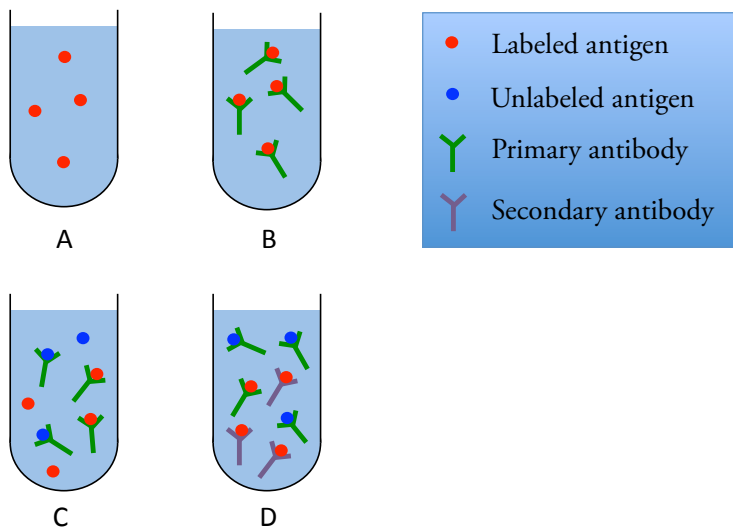 Labeled antigen
Unlabeled antigen
Primary antibody
Secondary antibody
A
B
C
D